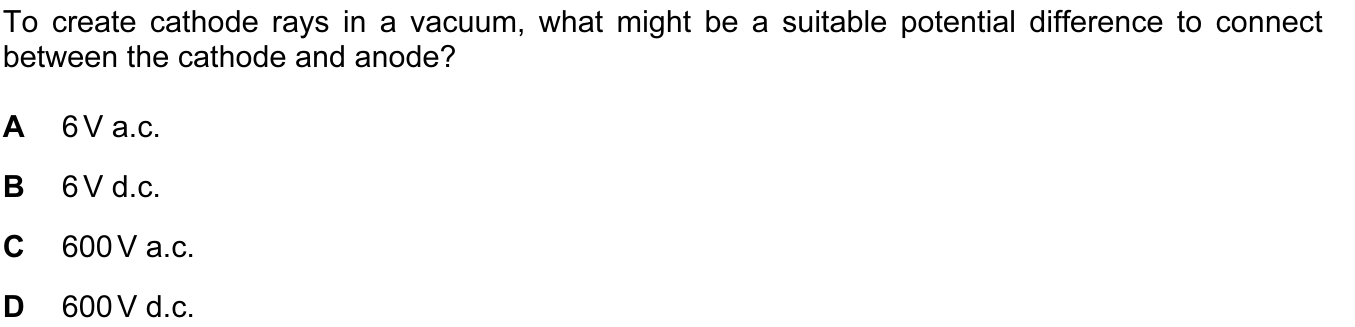 To create cathode rays in a vacuum, what might be a suitable potential difference to connect
between the cathode and anode?
A 6 V a.c.
B 6 V d.c.
C 600 V a.c.
D 600 V d.c.